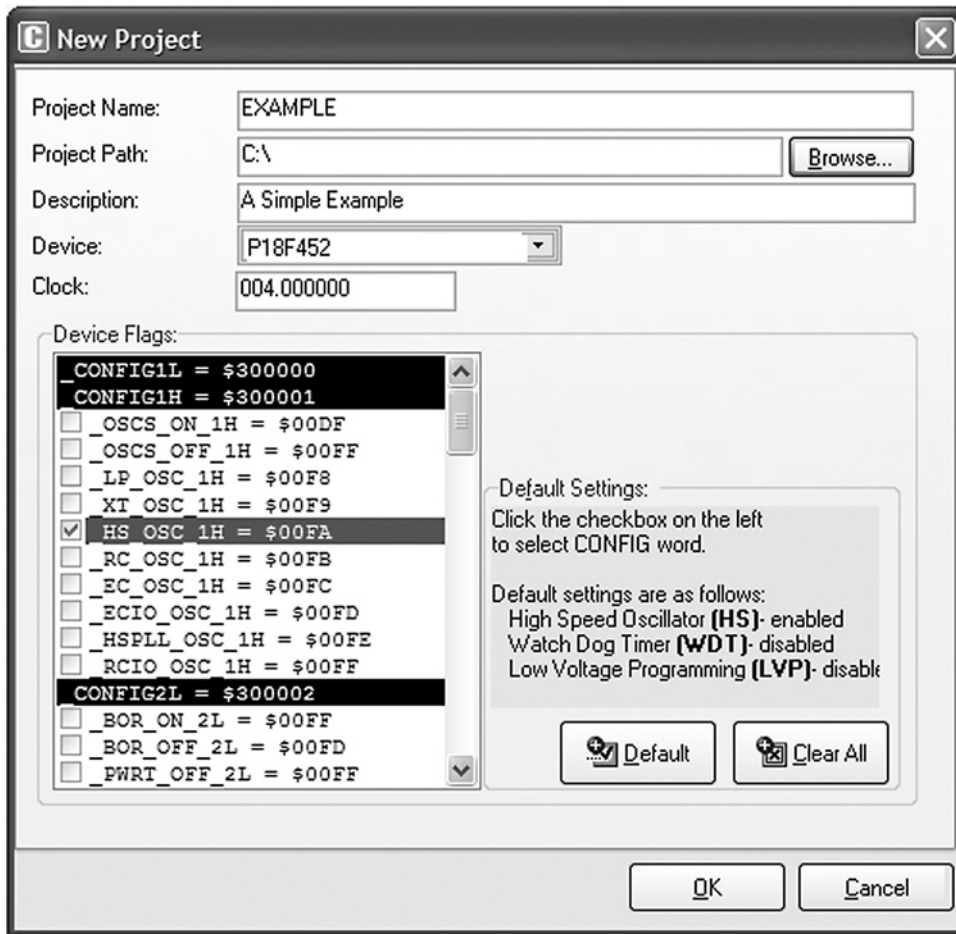 C New Project
Project Name: EXAMPLE
Project Path: C:\ Browse...
Description: A Simple Example
Device: P18F452
Clock: 004.000000
Device Flags:
_CONFIG1L = $300000
_CONFIG1H = $300001
_OSCS_ON_1H = $00DF
_OSCS_OFF_1H = $00FF
_LP_OSC_1H = $00F8
_XT_OSC_1H = $00F9
_HS_OSC_1H = $00FA
_RC_OSC_1H = $00FB
_EC_OSC_1H = $00FC
_ECIO_OSC_1H = $00FD
_HSPLL_OSC_1H = $00FE
_RCIO_OSC_1H = $00FF
_CONFIG2L = $300002
_BOR_ON_2L = $00FF
_BOR_OFF_2L = $00FD
_PWRT_OFF_2L = $00FF
Default Settings:
Click the checkbox on the left
to select CONFIG word.
Default settings are as follows:
High Speed Oscillator (HS)- enabled
Watch Dog Timer (WDT)- disabled
Low Voltage Programming (LVP)- disable
Default
Clear All
OK
Cancel